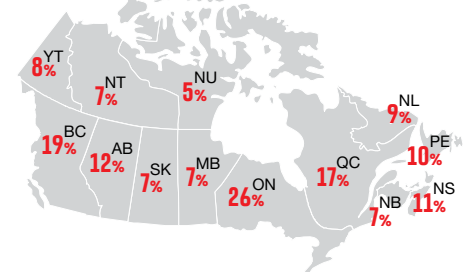 YT
8%
NT
7%
NU
5%
NL
9%
BC
19%
AB
12%
SK
7%
MB
7%
ON
26%
QC
17%
PE
10%
NB
7%
NS
11%